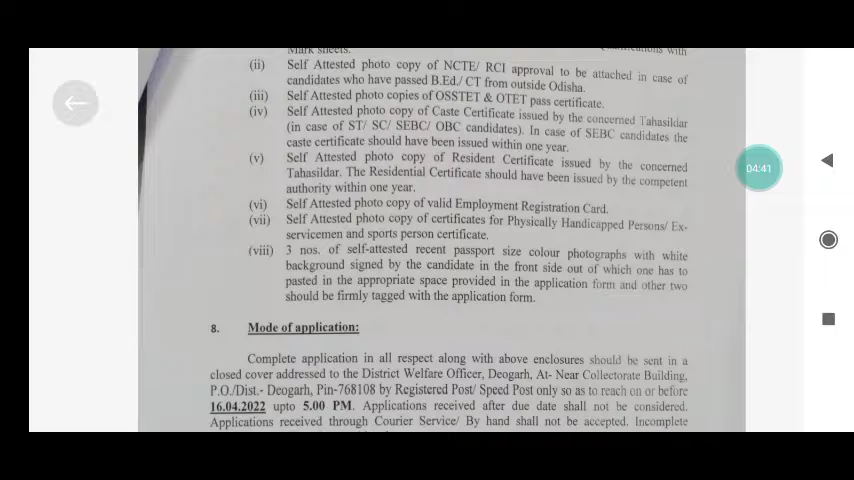 Mark sheets.
(ii) Self Attested photo copy of NCTE/ RCI approval to be attached in case of
candidates who have passed B.Ed./ CT from outside Odisha.
(iii) Self Attested photo copies of OSSTET & OTET pass certificate.
(iv) Self Attested photo copy of Caste Certificate issued by the concerned Tahasildar
(in case of ST/ SC/ SEBC/ OBC candidates). In case of SEBC candidates the
caste certificate should have been issued within one year.
(v) Self Attested photo copy of Resident Certificate issued by the concerned
Tahasildar. The Residential Certificate should have been issued by the competent
authority within one year.
(vi) Self Attested photo copy of valid Employment Registration Card.
(vii) Self Attested photo copy of certificates for Physically Handicapped Persons/ Ex-
servicemen and sports person certificate.
(viii) 3 nos. of self-attested recent passport size colour photographs with white
background signed by the candidate in the front side out of which one has to
pasted in the appropriate space provided in the application form and other two
should be firmly tagged with the application form.
8. Mode of application:
Complete application in all respect along with above enclosures should be sent in a
closed cover addressed to the District Welfare Officer, Deogarh, At- Near Collectorate Building,
P.O./Dist.- Deogarh, Pin-768108 by Registered Post/ Speed Post only so as to reach on or before
16.04.2022 upto 5.00 PM. Applications received after due date shall not be considered.
Applications received through Courier Service/ By hand shall not be accepted. Incomplete
04:41